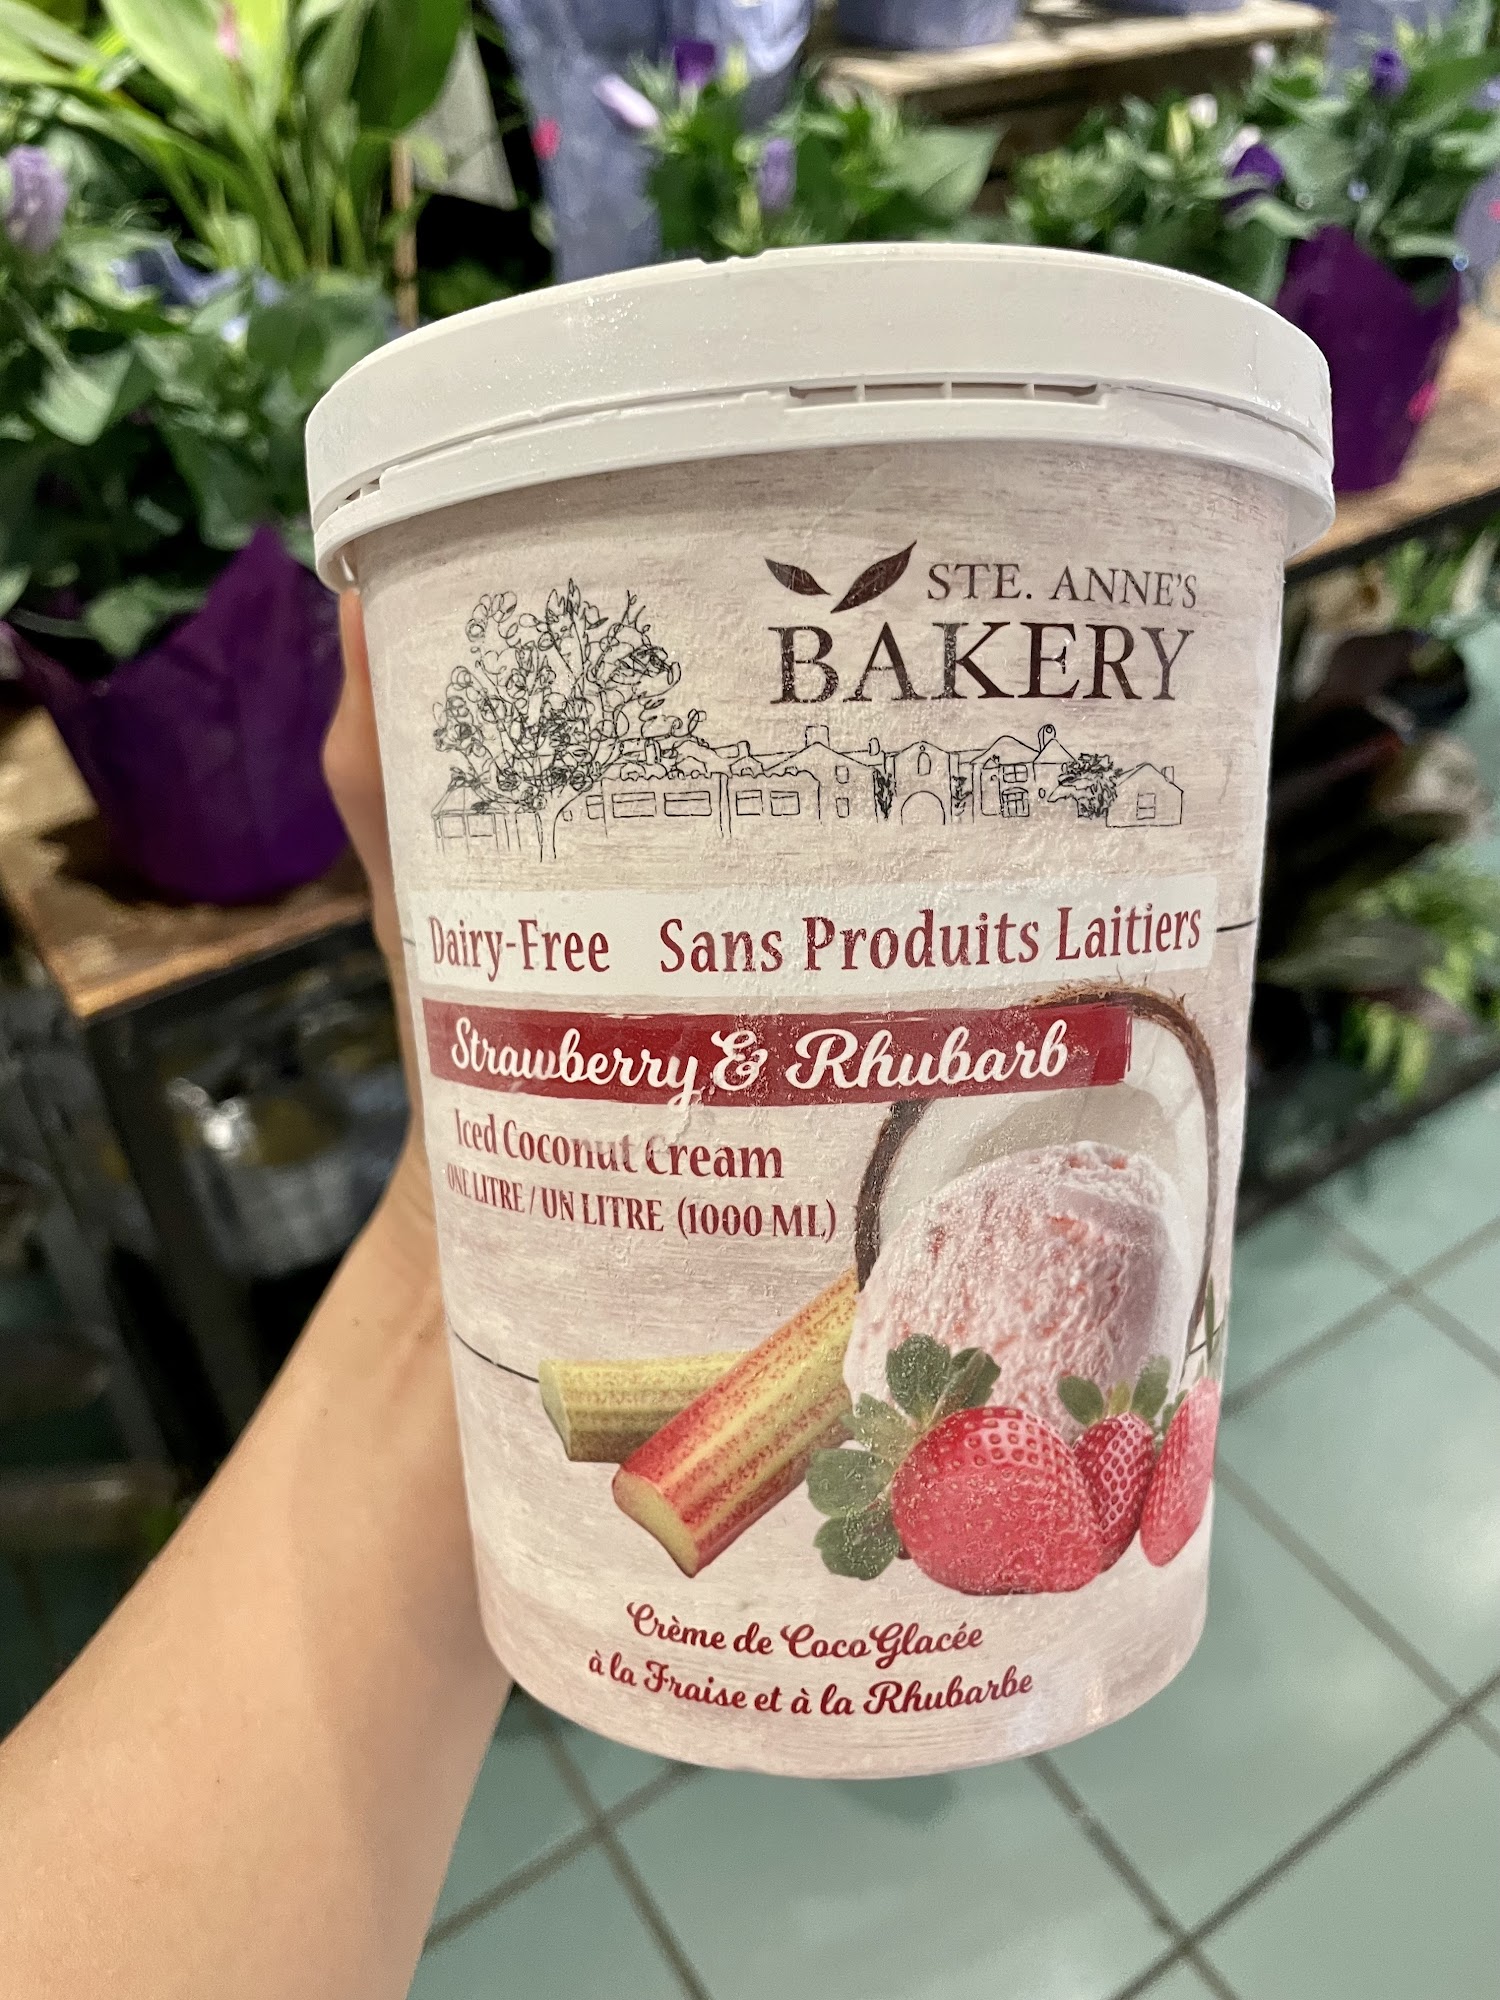 STE. ANNE'S
BAKERY
Dairy-Free Sans Produits Laitiers
Strawberry & Rhubarb
Iced Coconut Cream
ONE LITRE / UN LITRE (1000 ML)
Crème de Coco Glacée
à la Fraise et à la Rhubarbe